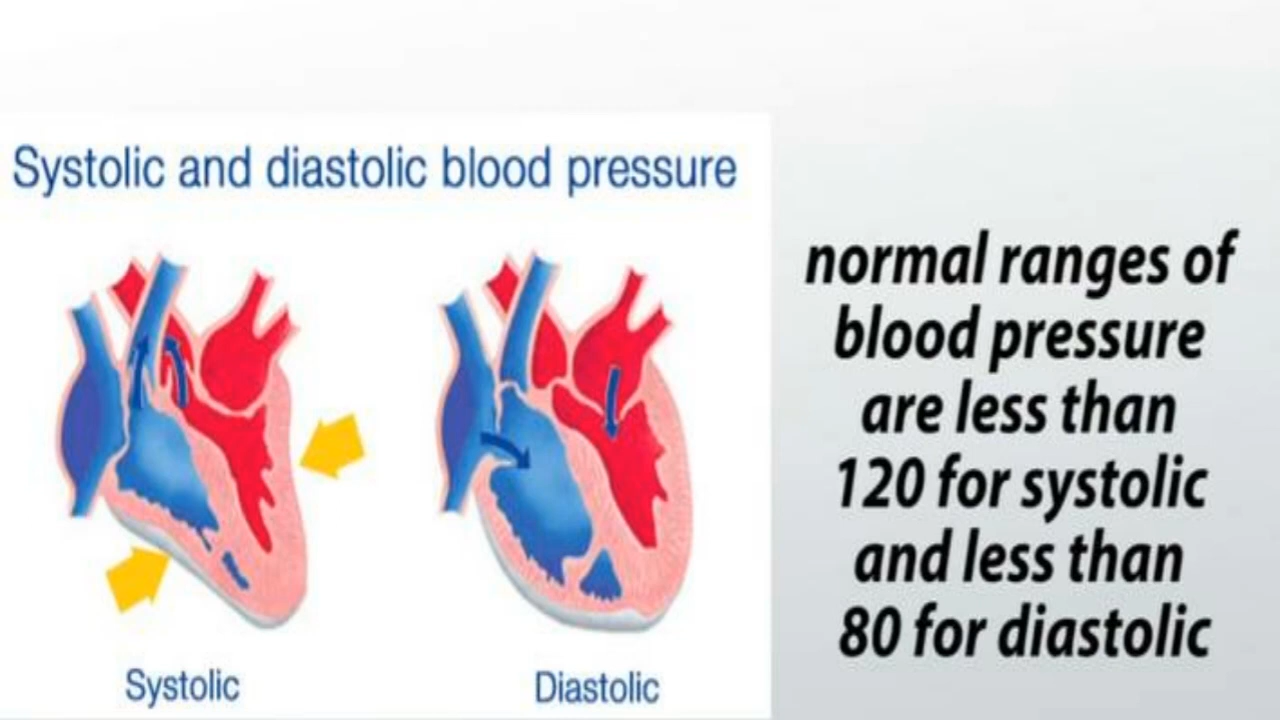 Systolic and diastolic blood pressure
Systolic
Diastolic
normal ranges of
blood pressure
are less than
120 for systolic
and less than
80 for diastolic